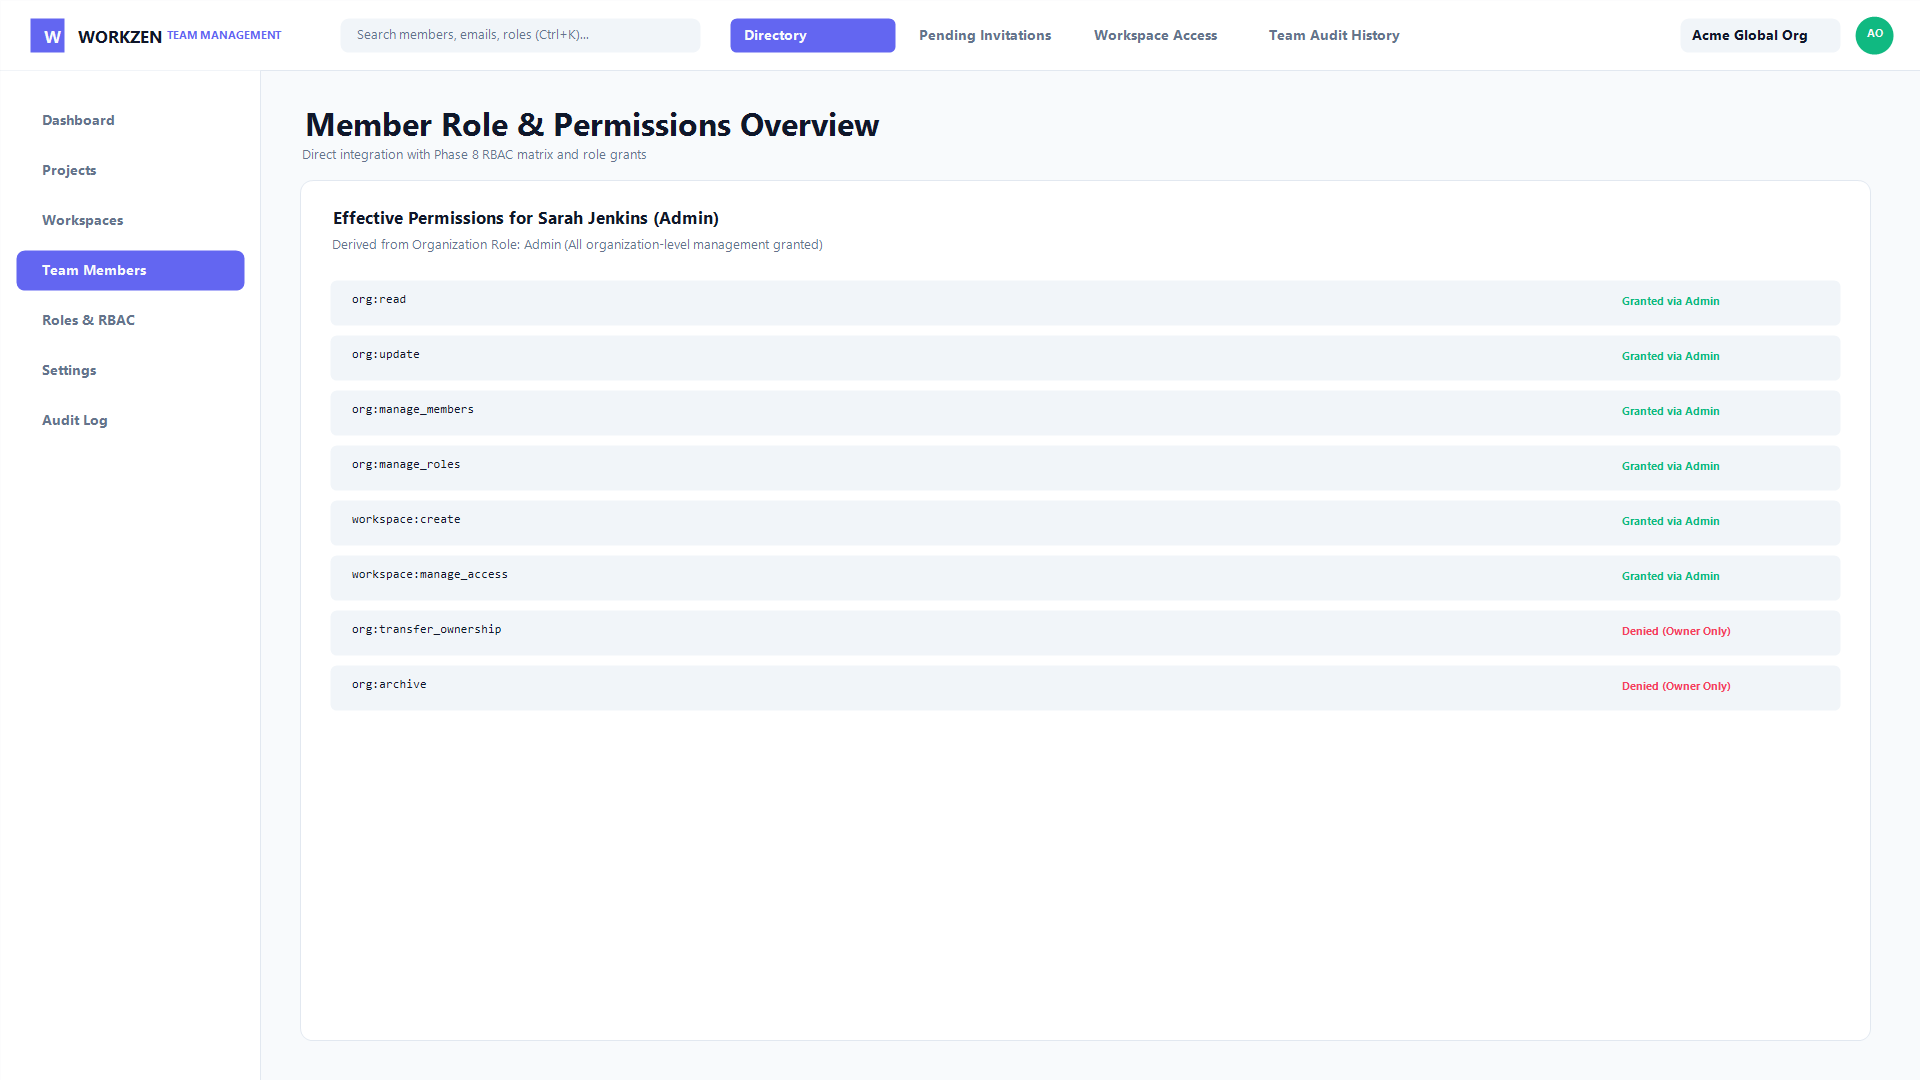 W WORKZEN TEAM MANAGEMENT Search members, emails, roles (Ctrl+K)... Directory Pending Invitations Workspace Access Team Audit History Acme Global Org AO
Dashboard
Projects
Workspaces
Team Members
Roles & RBAC
Settings
Audit Log
Member Role & Permissions Overview
Direct integration with Phase 8 RBAC matrix and role grants
Effective Permissions for Sarah Jenkins (Admin)
Derived from Organization Role: Admin (All organization-level management granted)
org:read Granted via Admin
org:update Granted via Admin
org:manage_members Granted via Admin
org:manage_roles Granted via Admin
workspace:create Granted via Admin
workspace:manage_access Granted via Admin
org:transfer_ownership Denied (Owner Only)
org:archive Denied (Owner Only)